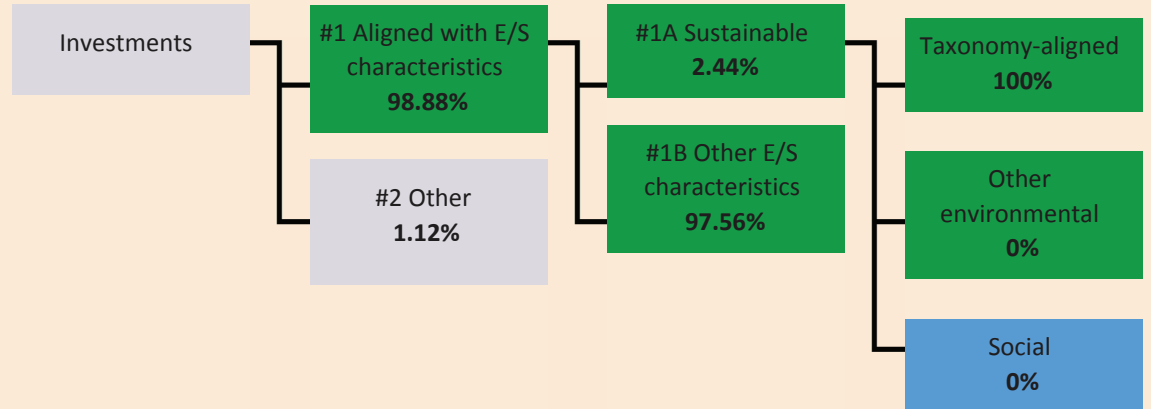 Investments
#1 Aligned with E/S
characteristics
98.88%
#2 Other
1.12%
#1A Sustainable
2.44%
#1B Other E/S
characteristics
97.56%
Taxonomy-aligned
100%
Other
environmental
0%
Social
0%